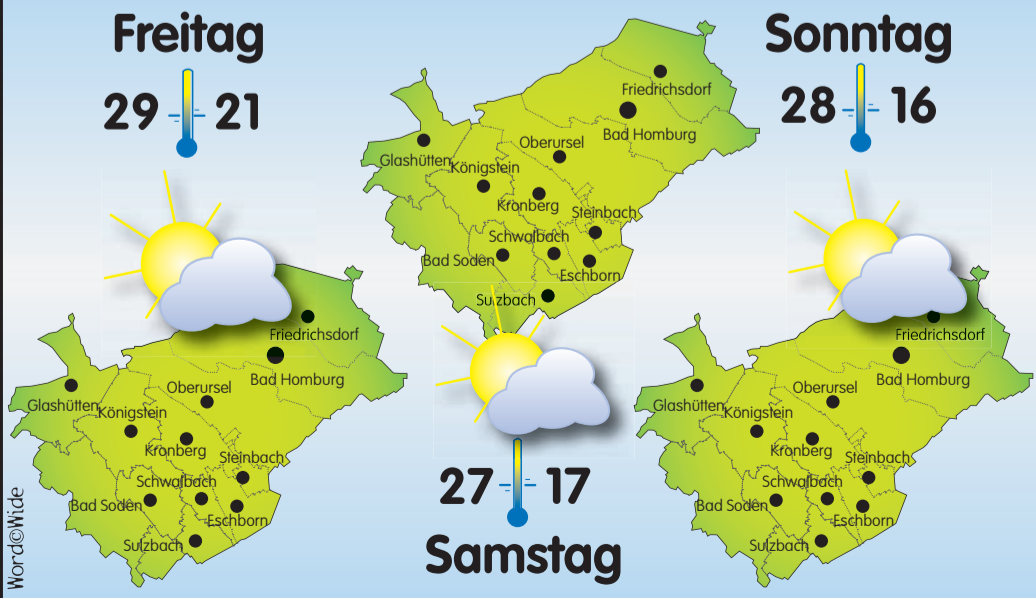 Freitag
29 21
Friedrichsdorf
Bad Homburg
Oberursel
Glashütten
Königstein
Kronberg
Steinbach
Schwalbach
Bad Soden
Eschborn
Sulzbach
Word©Wide
Friedrichsdorf
Bad Homburg
Oberursel
Glashütten
Königstein
Kronberg
Steinbach
Schwalbach
Bad Soden
Eschborn
Sulzbach
27 17
Samstag
Sonntag
28 16
Friedrichsdorf
Bad Homburg
Oberursel
Glashütten
Königstein
Kronberg
Steinbach
Schwalbach
Bad Soden
Eschborn
Sulzbach